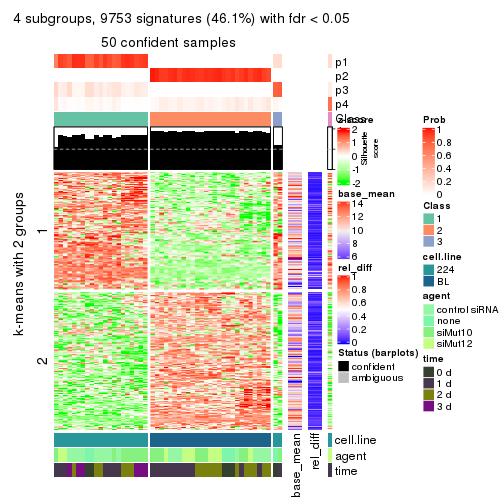 4 subgroups, 9753 signatures (46.1%) with fdr < 0.05
50 confident samples
p1
p2
p3
p4
Class
k-means with 2 groups
1
2
cell.line
agent
time
base_mean
rel_diff
z-score
2
1
0
-1
-2
Silhouette
score
base_mean
14
12
10
8
6
rel_diff
1
0.8
0.6
0.4
0.2
0
Status (barplots)
confident
ambiguous
Prob
1
0.8
0.6
0.4
0.2
0
Class
1
2
3
cell.line
224
BL
agent
control siRNA
none
siMut10
siMut12
time
0 d
1 d
2 d
3 d